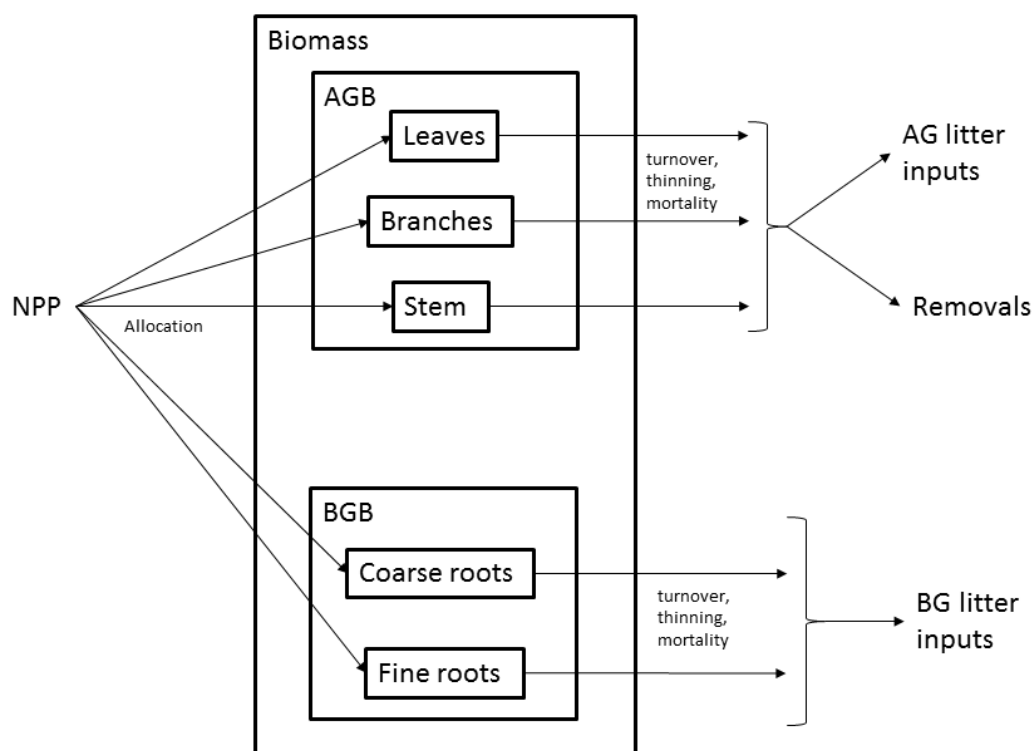 Biomass
AGB
Leaves
turnover,
thinning,
mortality
AG litter
inputs
Branches
NPP
Allocation
Stem
Removals
BGB
Coarse roots
turnover,
thinning,
mortality
BG litter
inputs
Fine roots